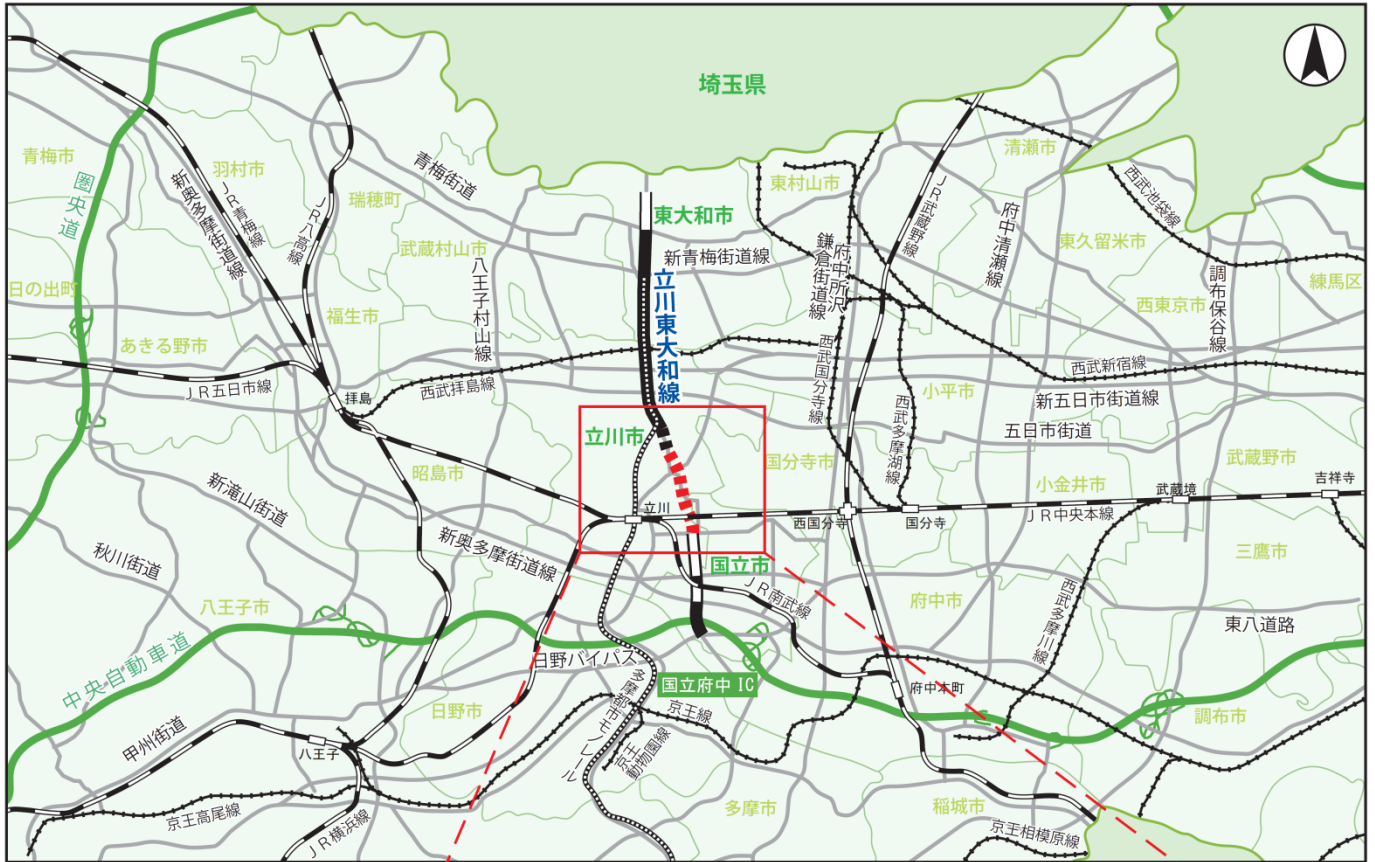 埼玉県
青梅市
羽村市
瑞穂町
青梅街道
東村山市
清瀬市
圏央道
新奥多摩街道線
JR青梅線
JR八高線
武蔵村山市
東大和市
新青梅街道線
府中所沢
鎌倉街道線
JR武蔵野線
府中清瀬線
西武池袋線
東久留米市
練馬区
日の出町
福生市
八王子村山線
立川東大和線
西東京市
調布保谷線
あきる野市
JR五日市線
拝島
西武拝島線
西武国分寺線
西武新宿線
小平市
新五日市街道線
五日市街道
立川市
西武多摩湖線
昭島市
国分寺市
小金井市
武蔵野市
武蔵境
吉祥寺
新滝山街道
立川
西国分寺
国分寺
JR中央本線
秋川街道
新奥多摩街道線
国立市
JR南武線
三鷹市
八王子市
府中市
西武多摩川線
東八道路
中央自動車道
日野バイパス
国立府中 IC
府中本町
日野市
多摩都市モノレール
京王線
調布市
甲州街道
八王子
京王
動物園線
京王高尾線
JR横浜線
多摩市
稲城市
京王相模原線